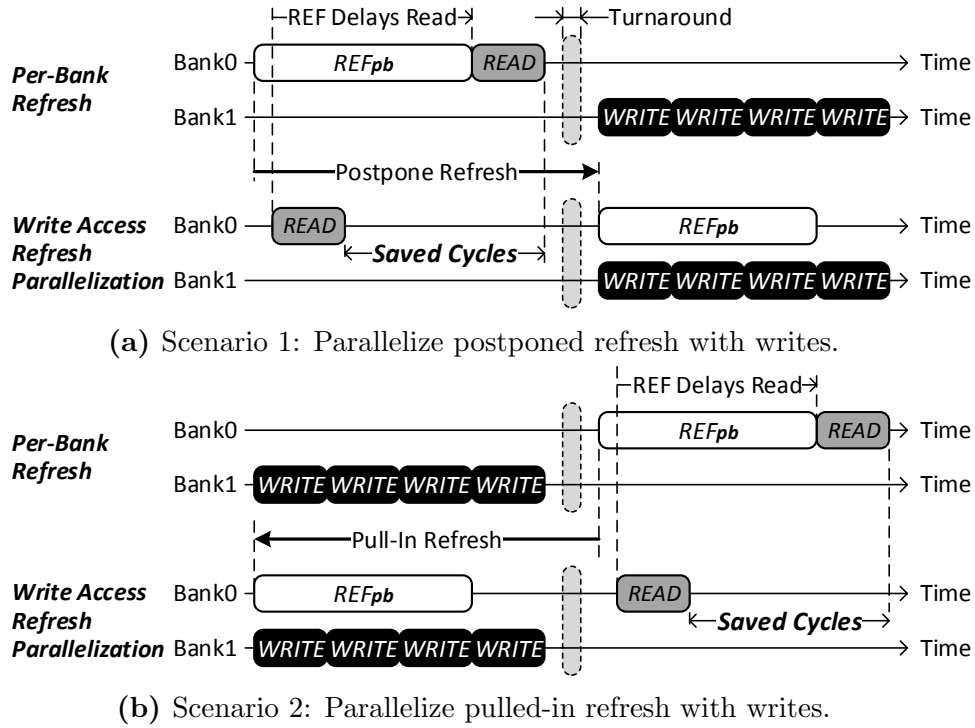 REF Delays Read Turnaround
Per-Bank Refresh Bank0 REFpb READ Time
Bank1 WRITE WRITE WRITE WRITE Time
Postpone Refresh
Write Access Refresh Parallelization Bank0 READ REFpb Time
Saved Cycles
Bank1 WRITE WRITE WRITE WRITE Time
(a) Scenario 1: Parallelize postponed refresh with writes.
REF Delays Read
Per-Bank Refresh Bank0 REFpb READ Time
Bank1 WRITE WRITE WRITE WRITE Time
Pull-In Refresh
Write Access Refresh Parallelization Bank0 REFpb READ Time
Saved Cycles
Bank1 WRITE WRITE WRITE WRITE Time
(b) Scenario 2: Parallelize pulled-in refresh with writes.